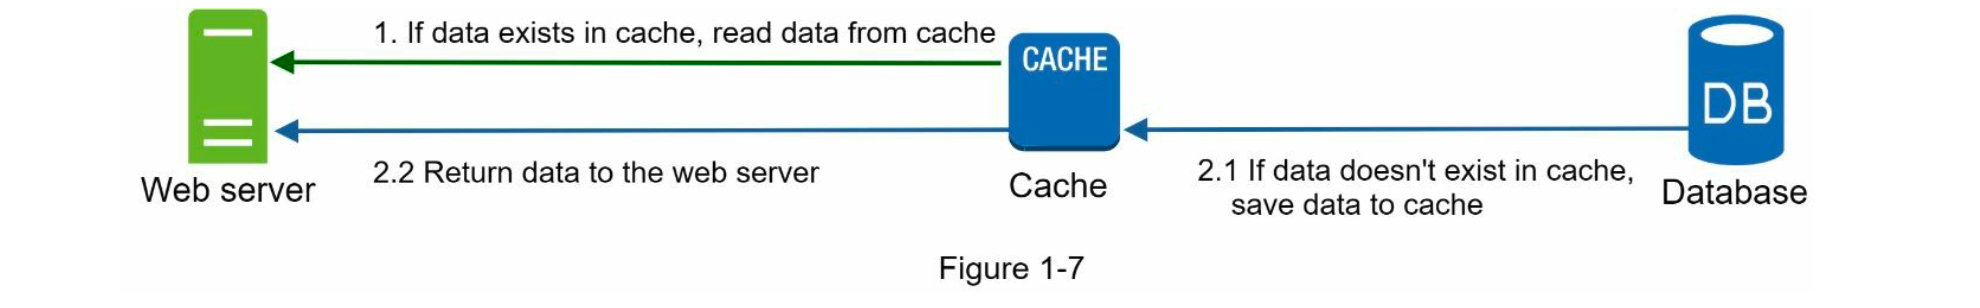 1. If data exists in cache, read data from cache
CACHE
DB
2.2 Return data to the web server
2.1 If data doesn't exist in cache,
save data to cache
Web server
Cache
Database
Figure 1-7